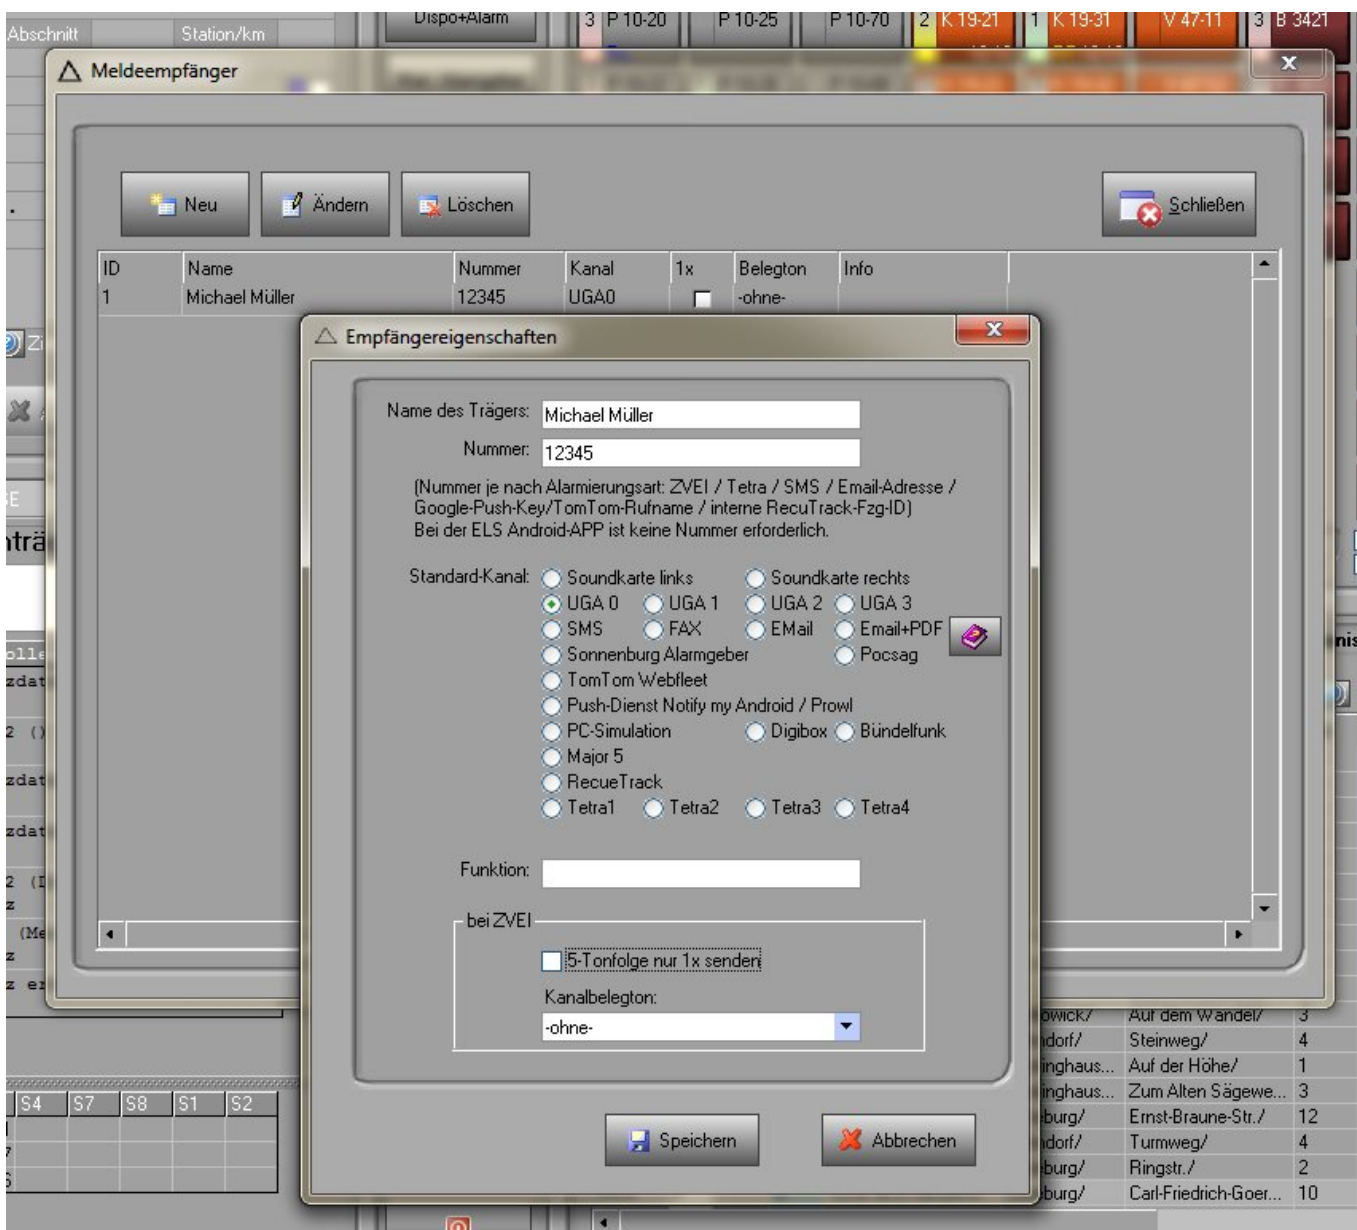 Abschnitt Station/km Dispo+Alarm 3 P 10-20 P 10-25 P 10-70 2 K 19-21 1 K 19-31 V 47-11 3 B 3421
Meldeempfänger
Neu Ändern Löschen Schließen
ID Name Nummer Kanal 1x Belegton Info
1 Michael Müller 12345 UGA0 -ohne-
Empfängereigenschaften
Name des Trägers: Michael Müller
Nummer: 12345
(Nummer je nach Alarmierungsart: ZVEI / Tetra / SMS / Email-Adresse /
Google-Push-Key/TomTom-Rufname / interne RecuTrack-Fzg-ID)
Bei der ELS Android-APP ist keine Nummer erforderlich.
Standard-Kanal: Soundkarte links Soundkarte rechts
UGA 0 UGA 1 UGA 2 UGA 3
SMS FAX EMail Email+PDF
Sonnenburg Alarmgeber Pocsag
TomTom Webfleet
Push-Dienst Notify my Android / Prowl
PC-Simulation Digibox Bündelfunk
Major 5
RecueTrack
Tetra1 Tetra2 Tetra3 Tetra4
Funktion:
bei ZVEI
5-Tonfolge nur 1x senden
Kanalbelegton:
-ohne-
Speichern Abbrechen
owick/ Auf dem Wandel/ 3
ndorf/ Steinweg/ 4
inghaus... Auf der Höhe/ 1
inghaus... Zum Alten Sägewe... 3
burg/ Ernst-Braune-Str./ 12
ndorf/ Turmweg/ 4
burg/ Ringstr./ 2
burg/ Carl-Friedrich-Goer... 10
S4 S7 S8 S1 S2